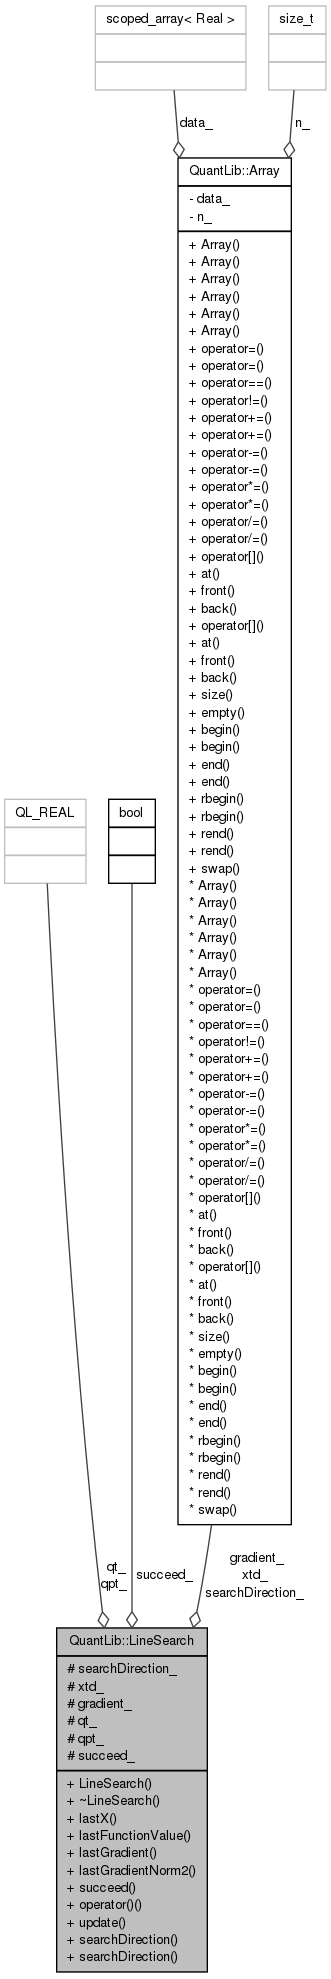 scoped_array< Real >
size_t
data_
n_
QuantLib::Array
- data_
- n_
+ Array()
+ Array()
+ Array()
+ Array()
+ Array()
+ Array()
+ operator=()
+ operator=()
+ operator==()
+ operator!=()
+ operator+=()
+ operator+=()
+ operator-=()
+ operator-=()
+ operator*=()
+ operator*=()
+ operator/=()
+ operator/=()
+ operator[]()
+ at()
+ front()
+ back()
+ operator[]()
+ at()
+ front()
+ back()
+ size()
+ empty()
+ begin()
+ begin()
+ end()
+ end()
+ rbegin()
+ rbegin()
+ rend()
+ rend()
+ swap()
* Array()
* Array()
* Array()
* Array()
* Array()
* Array()
* operator=()
* operator=()
* operator==()
* operator!=()
* operator+=()
* operator+=()
* operator-=()
* operator-=()
* operator*=()
* operator*=()
* operator/=()
* operator/=()
* operator[]()
* at()
* front()
* back()
* operator[]()
* at()
* front()
* back()
* size()
* empty()
* begin()
* begin()
* end()
* end()
* rbegin()
* rbegin()
* rend()
* rend()
* swap()
QL_REAL
bool
qt_
qpt_
succeed_
gradient_
xtd_
searchDirection_
QuantLib::LineSearch
# searchDirection_
# xtd_
# gradient_
# qt_
# qpt_
# succeed_
+ LineSearch()
+ ~LineSearch()
+ lastX()
+ lastFunctionValue()
+ lastGradient()
+ lastGradientNorm2()
+ succeed()
+ operator()()
+ update()
+ searchDirection()
+ searchDirection()